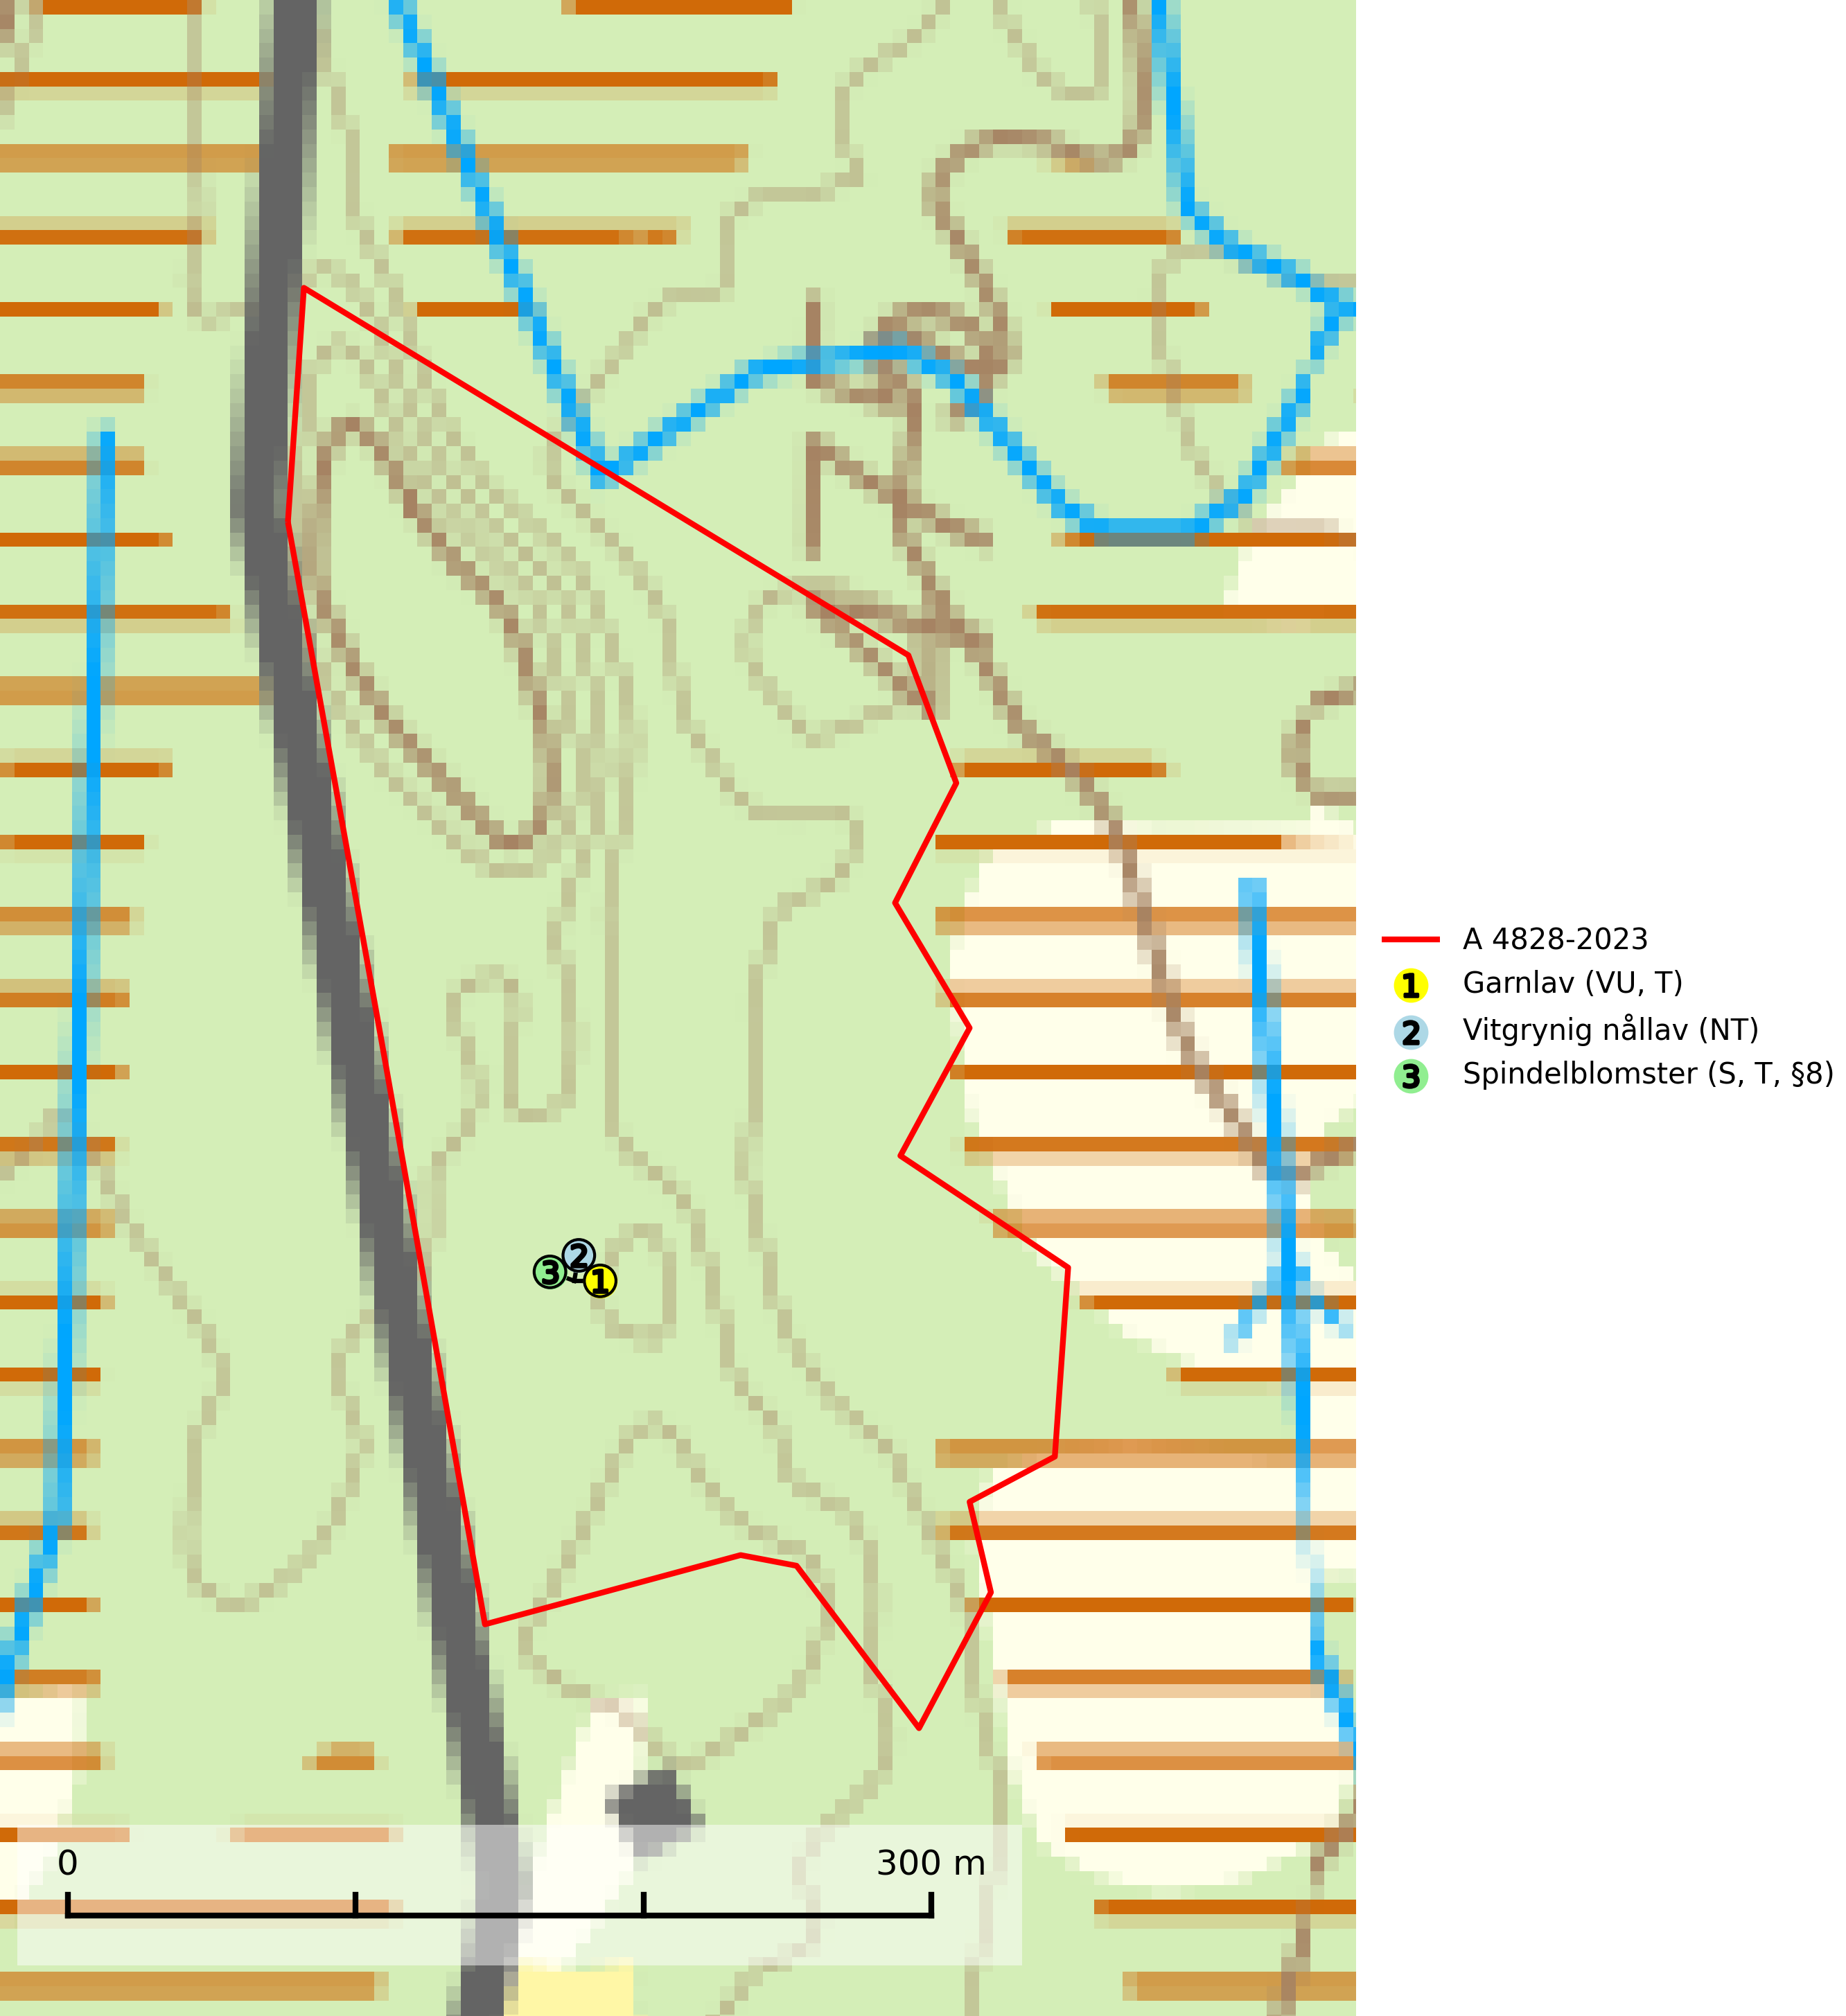 A 4828-2023
1 Garnlav (VU, T)
2 Vitgrynig nållav (NT)
3 Spindelblomster (S, T, §8)
2
3
1
0 300 m